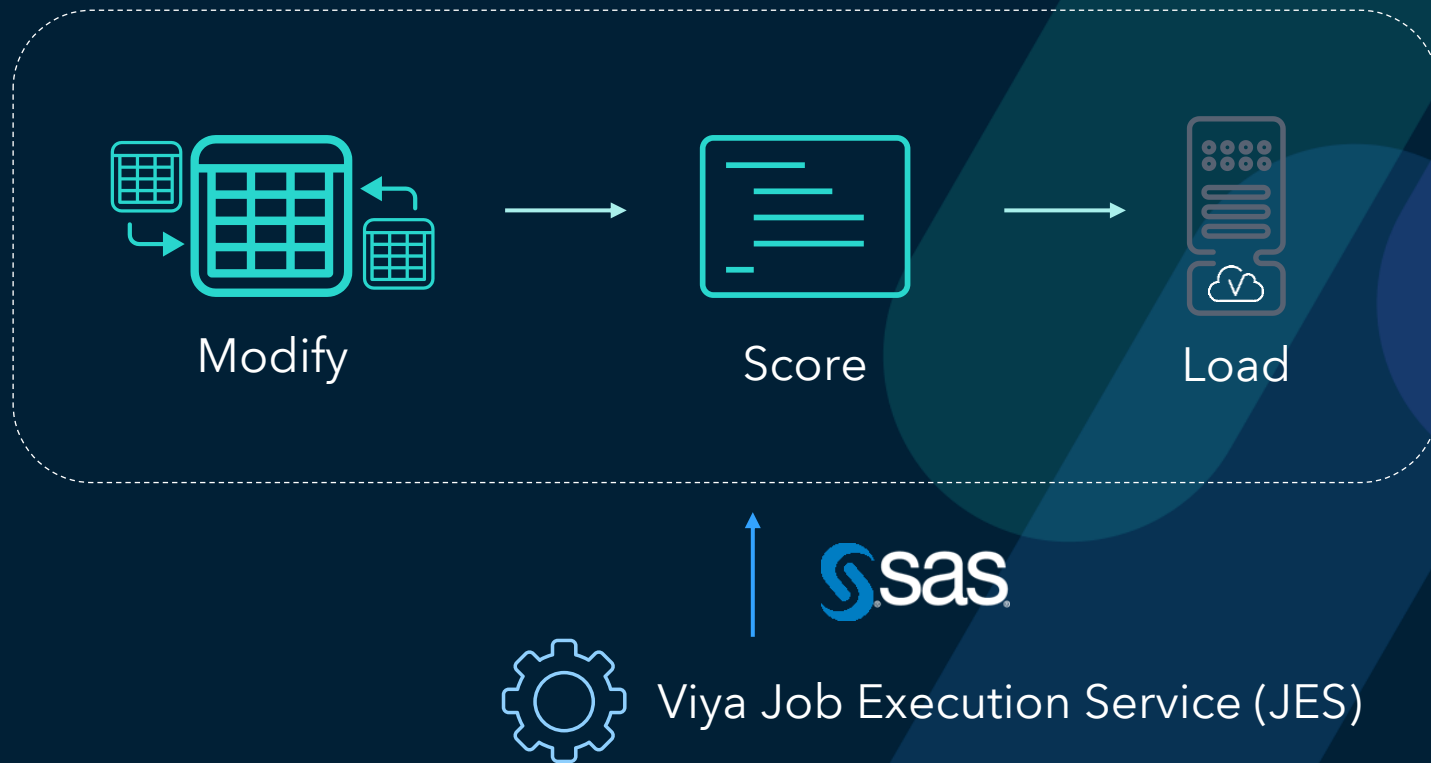 Modify
Score
Load
V
sas
Viya Job Execution Service (JES)